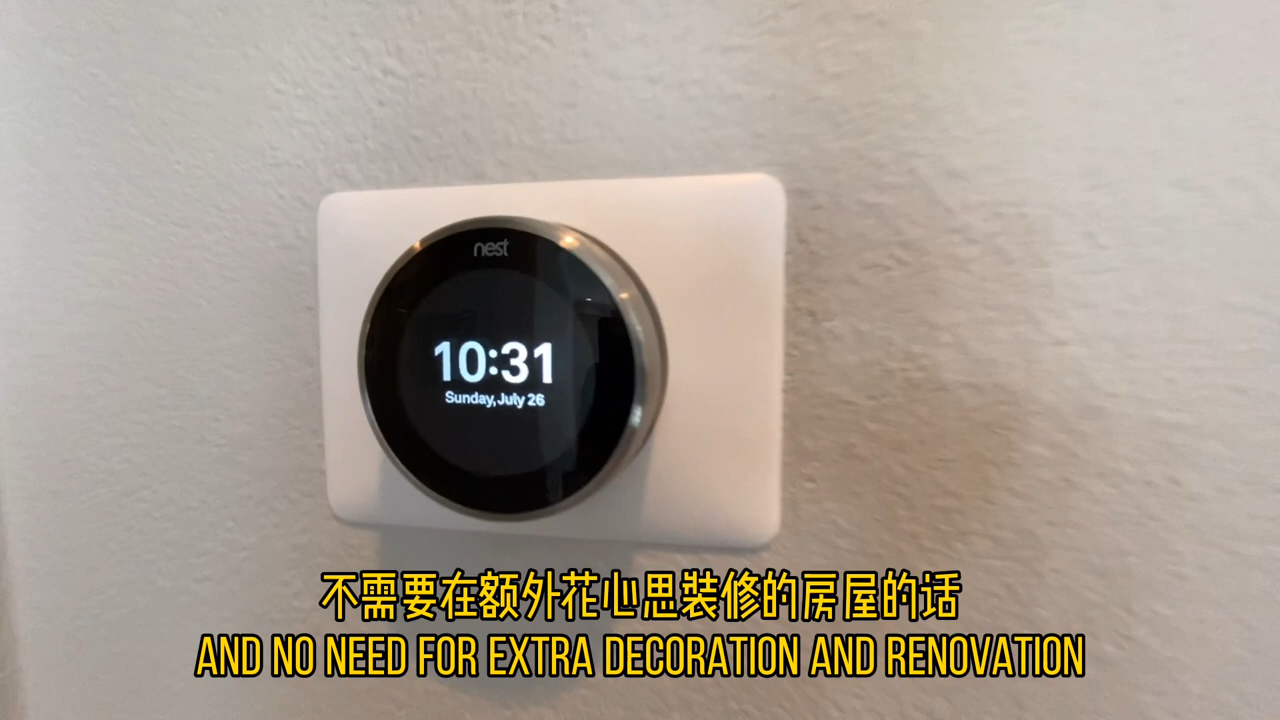 nest
10:31
Sunday, July 26
不需要在额外花心思裝修的房屋的话
AND NO NEED FOR EXTRA DECORATION AND RENOVATION